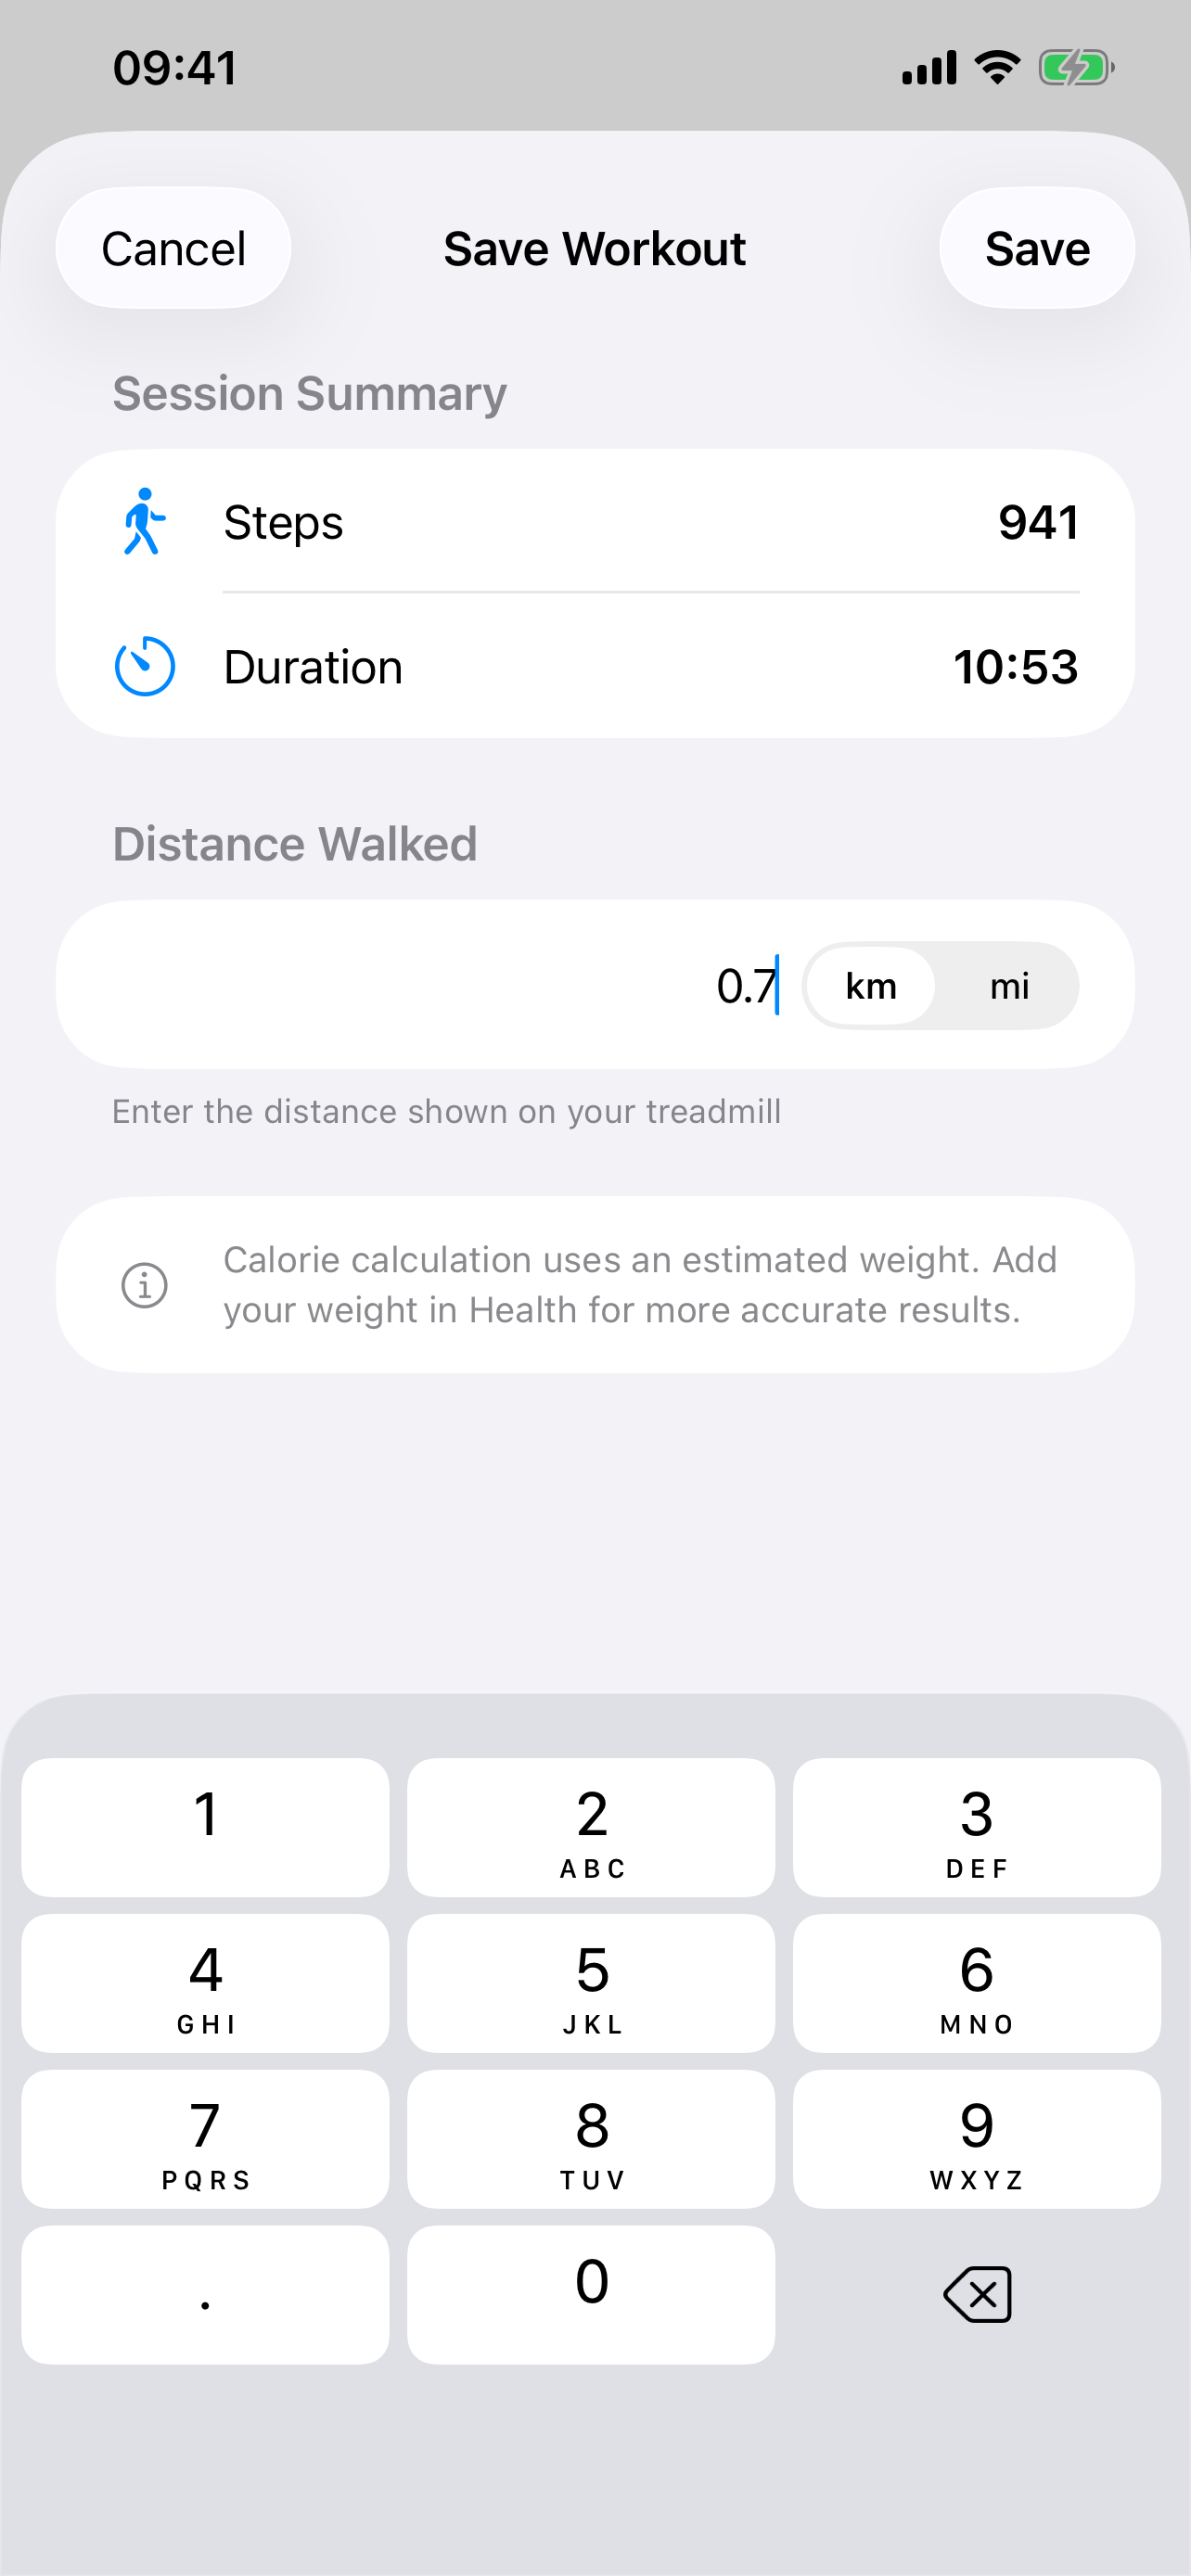 09:41
Cancel
Save Workout
Save
Session Summary
Steps
941
Duration
10:53
Distance Walked
0.7
km
mi
Enter the distance shown on your treadmill
Calorie calculation uses an estimated weight. Add
your weight in Health for more accurate results.
1
2
3
ABC
DEF
4
5
6
GHI
JKL
MNO
7
8
9
PQRS
TUV
WXYZ
.
0